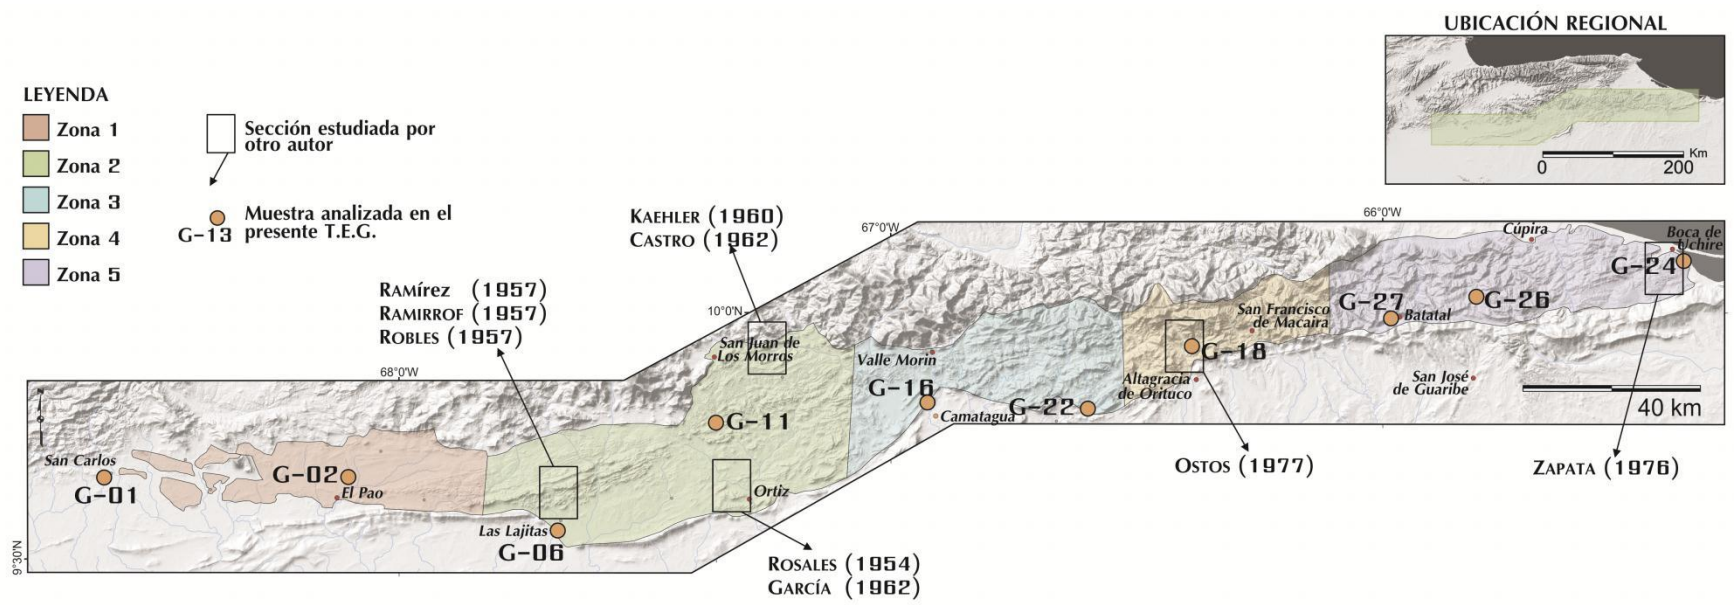 UBICACIÓN REGIONAL
Km
0 200
LEYENDA
Zona 1
Zona 2
Zona 3
Zona 4
Zona 5
Sección estudiada por
otro autor
G-13
Muestra analizada en el
presente T.E.G.
KAEHLER (1960)
CASTRO (1962)
RAMÍREZ (1957)
RAMIRROF (1957)
ROBLES (1957)
67°0'W
66°0'W
10°0'N
68°0'W
9°30'N
Cúpira
Boca de
Uchire
G-24
G-27
G-26
Batatal
San Francisco
de Macaira
G-18
San Juan de
Los Morros
Valle Morín
G-16
Camatagua
G-22
Altagracia
de Orituco
San José
de Guaribe
40 km
G-11
San Carlos
G-01
G-02
El Pao
Ortiz
Las Lajitas
G-06
OSTOS (1977)
ZAPATA (1976)
ROSALES (1954)
GARCÍA (1962)